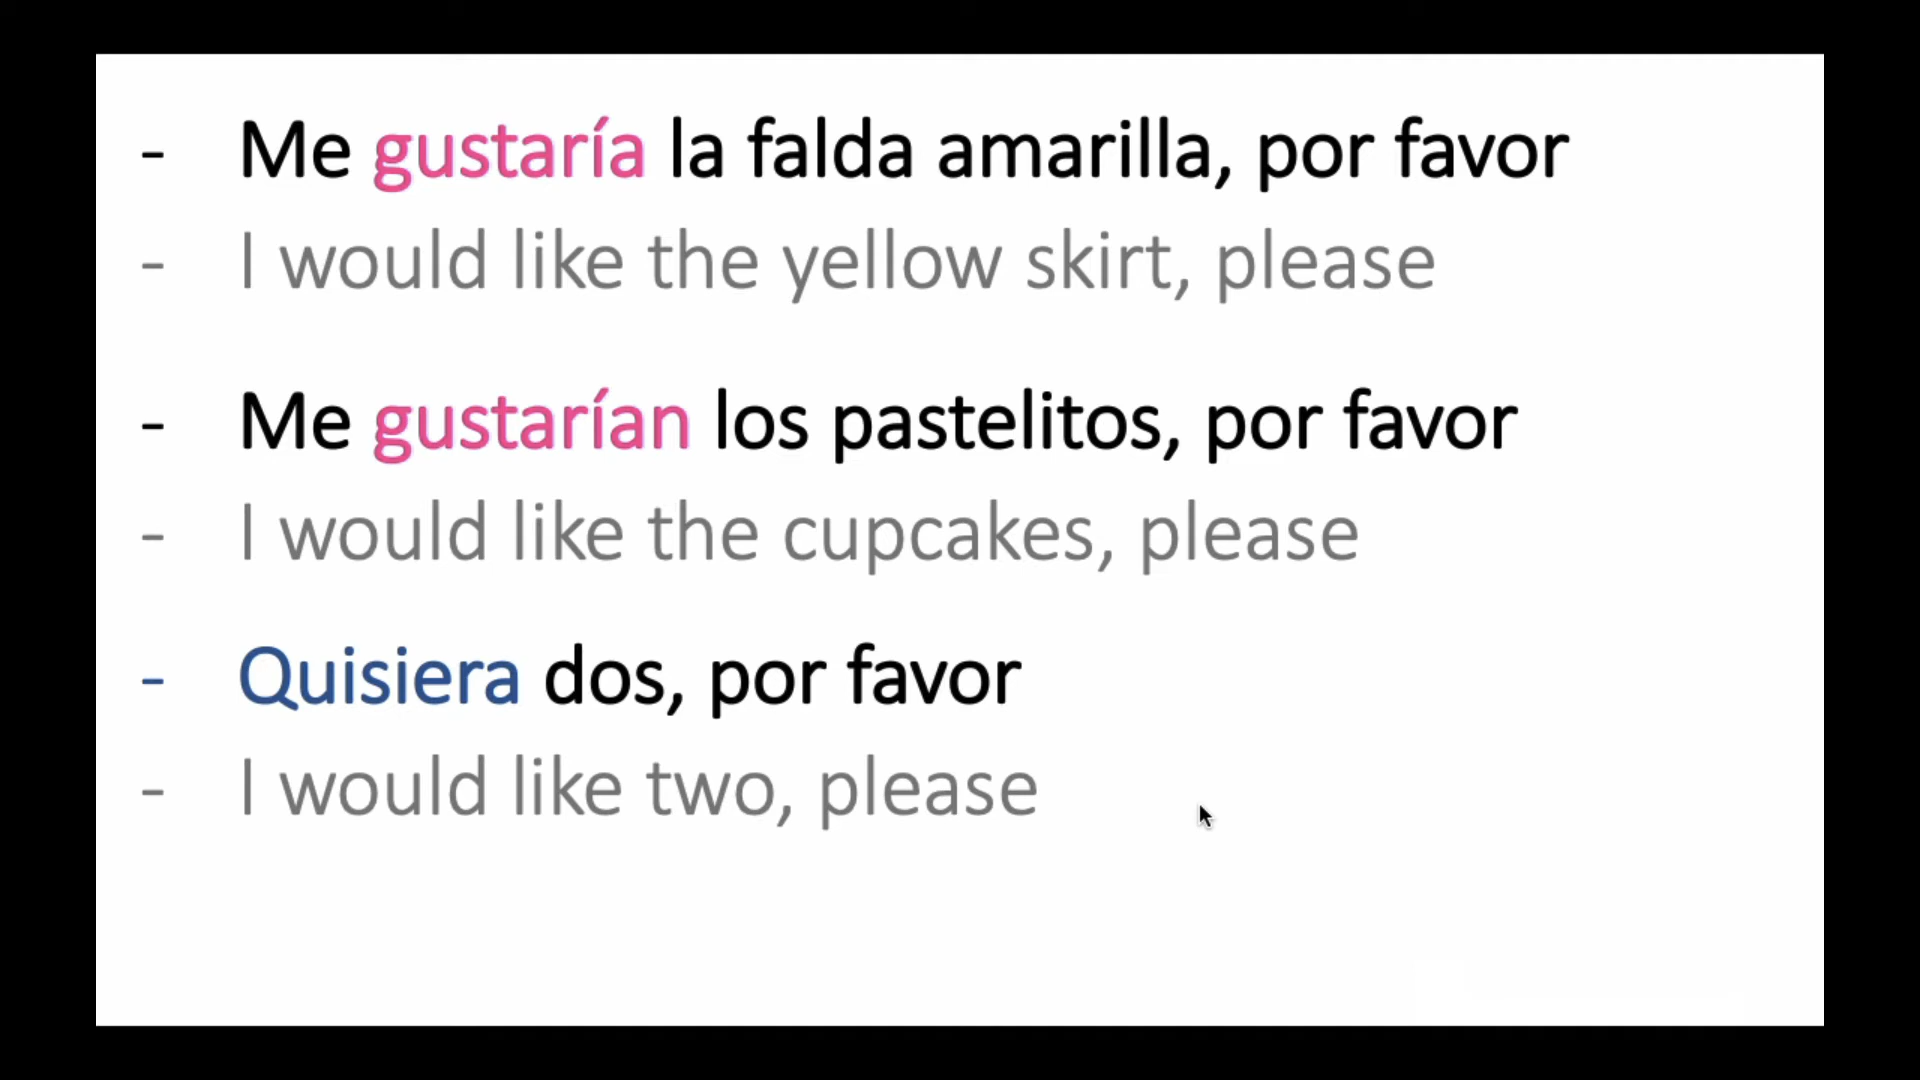 - Me gustaría la falda amarilla, por favor
- I would like the yellow skirt, please
- Me gustarían los pastelitos, por favor
- I would like the cupcakes, please
- Quisiera dos, por favor
- I would like two, please